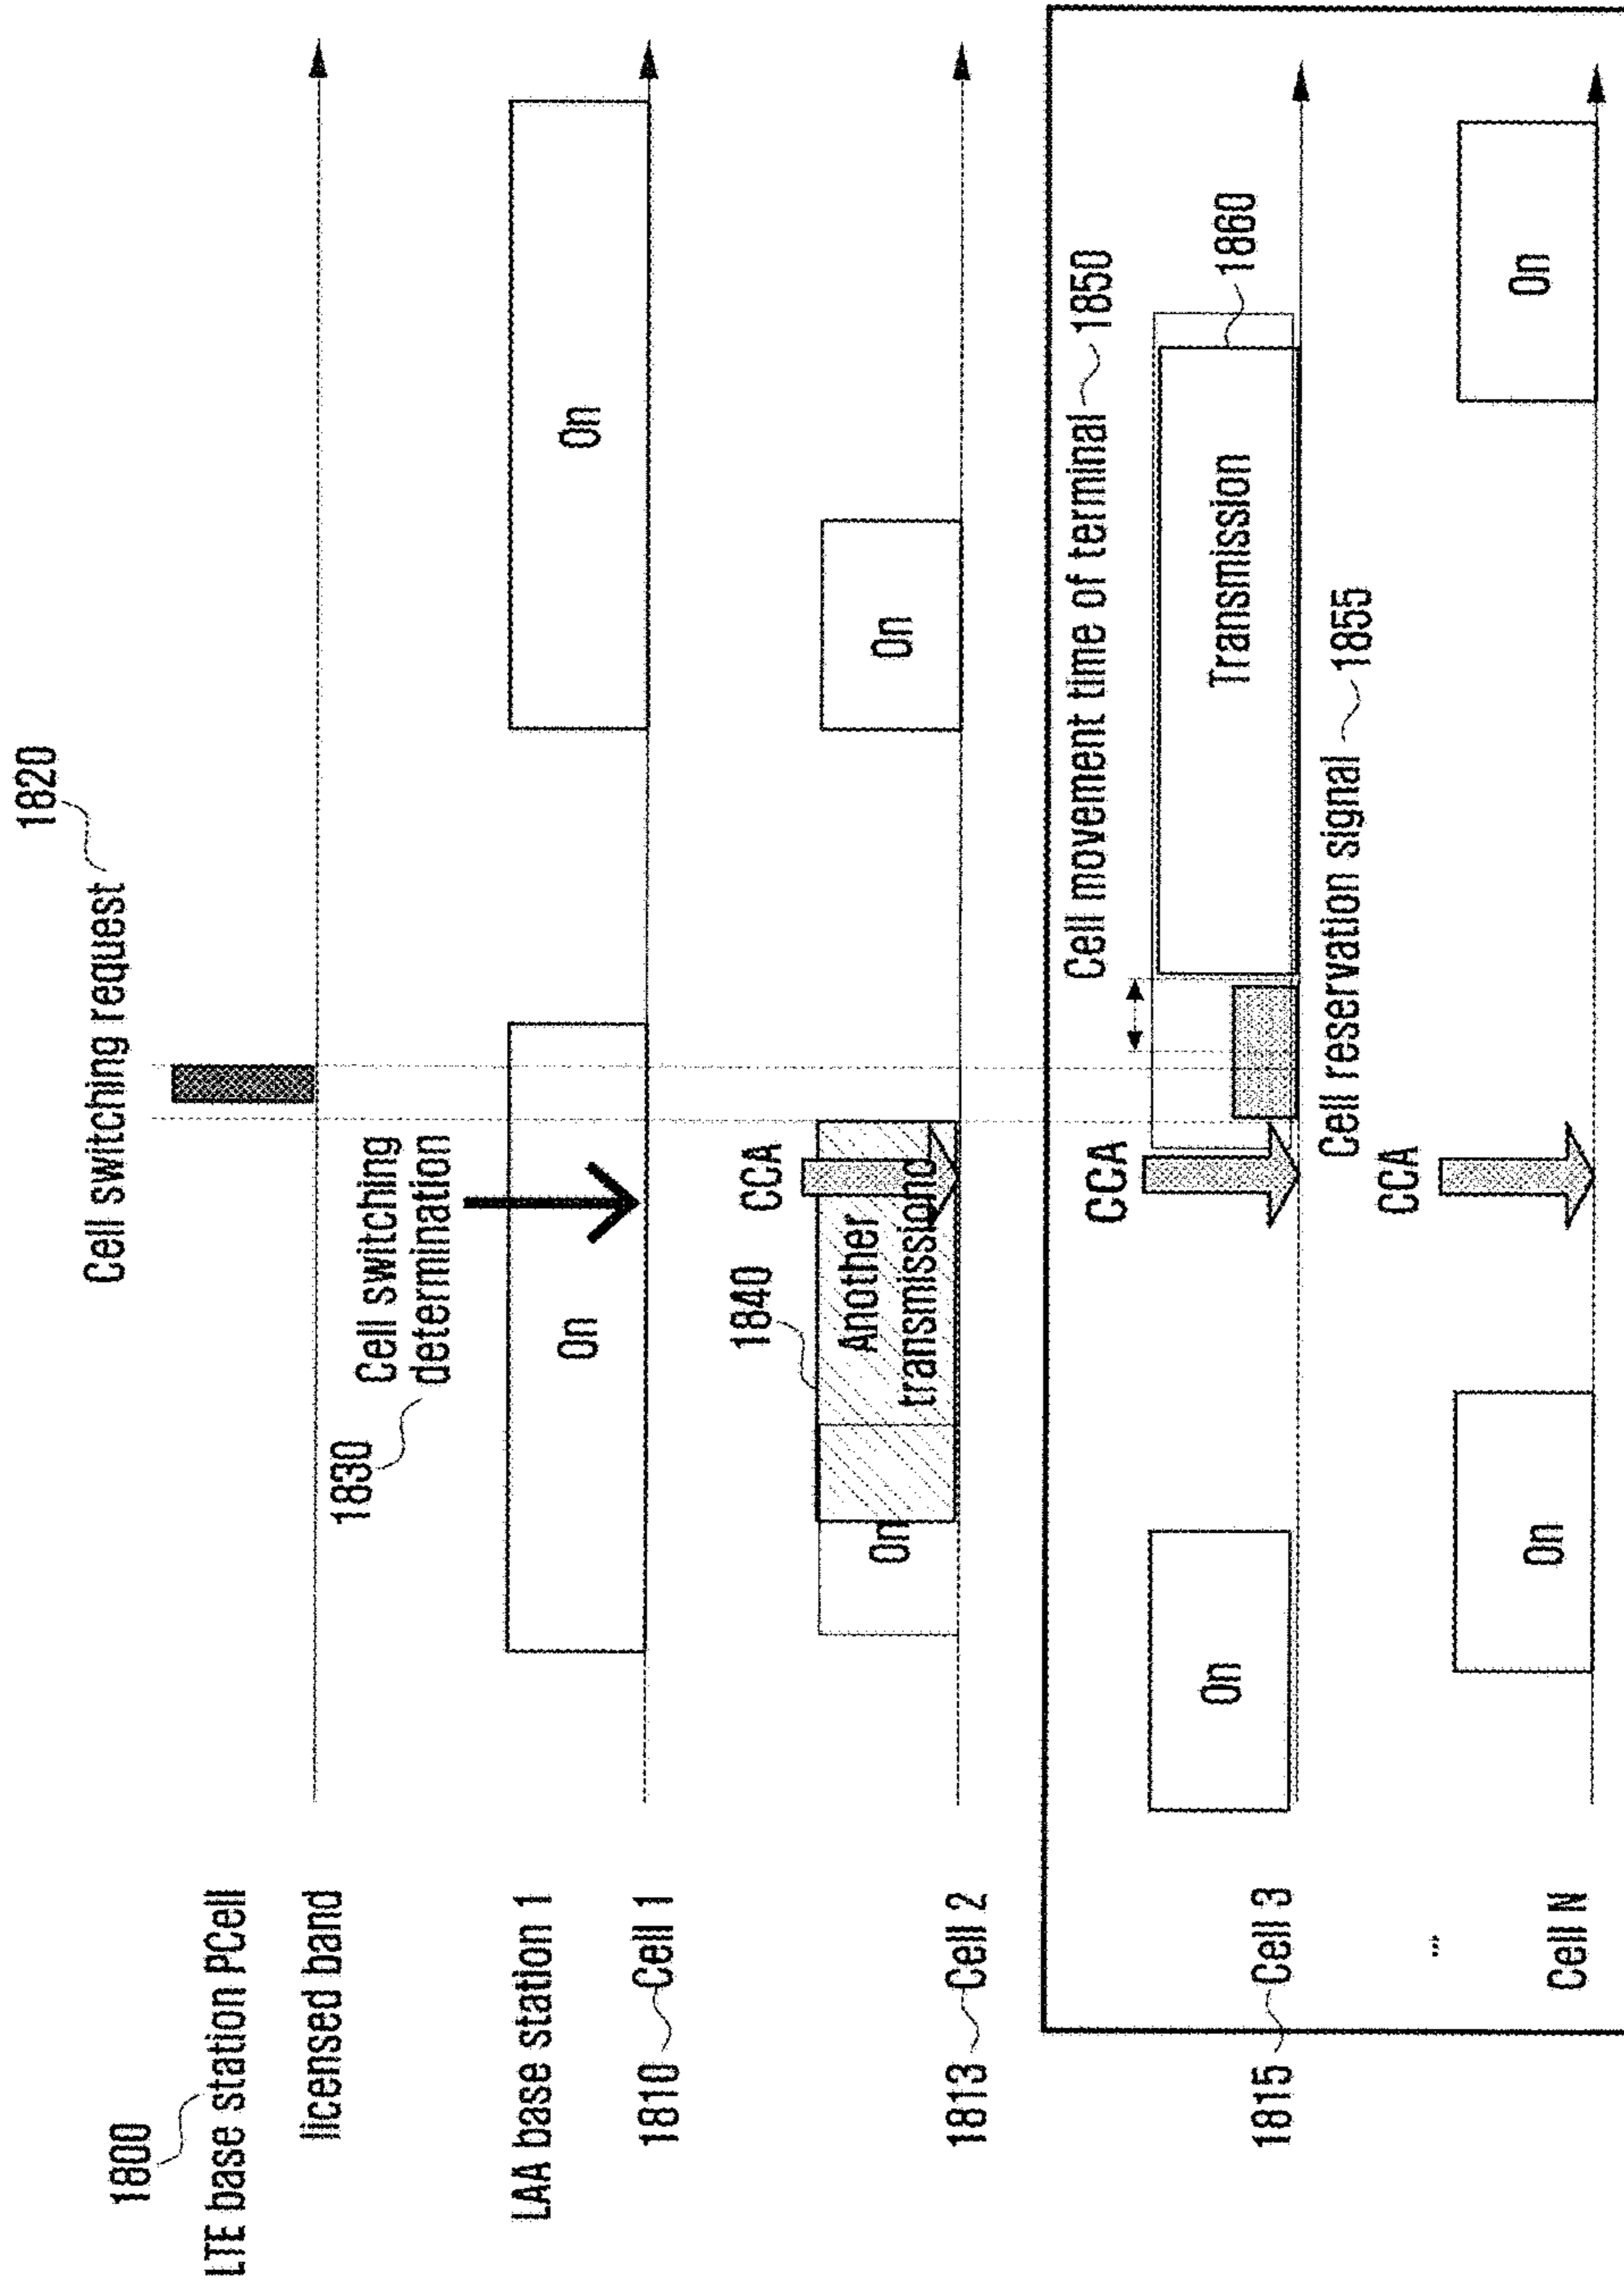 Cell switching request 1820
1800
LTE base station PCell
licensed band
1830
Cell switching
determination
LAA base station 1
On
On
1810 Cell 1
1840
CCA
On
Another
transmissiond
On
1813 Cell 2
Cell movement time of terminal 1850
CCA
1860
On
Transmission
1815 Cell 3
Cell reservation signal 1855
...
CCA
On
On
Cell N